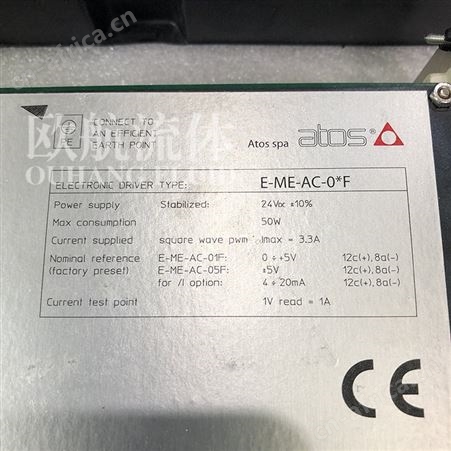 PE
CONNECT TO
AN EFFICIENT
EARTH POINT
Atos spa
atos®
欧航流体
OUHANG FLUID
ELECTRONIC DRIVER TYPE: E-ME-AC-0*F
Power supply Stabilized: 24Vdc ±10%
Max consumption 50W
Current supplied square wave pwm Imax = 3.3A
Nominal reference E-ME-AC-01F: 0 ÷ +5V 12c(+), 8a(-)
(factory preset) E-ME-AC-05F: ±5V 12c(+), 8a(-)
for /I option: 4 ÷ 20mA 12c(+), 8a(-)
Current test point 1V read = 1A
CE